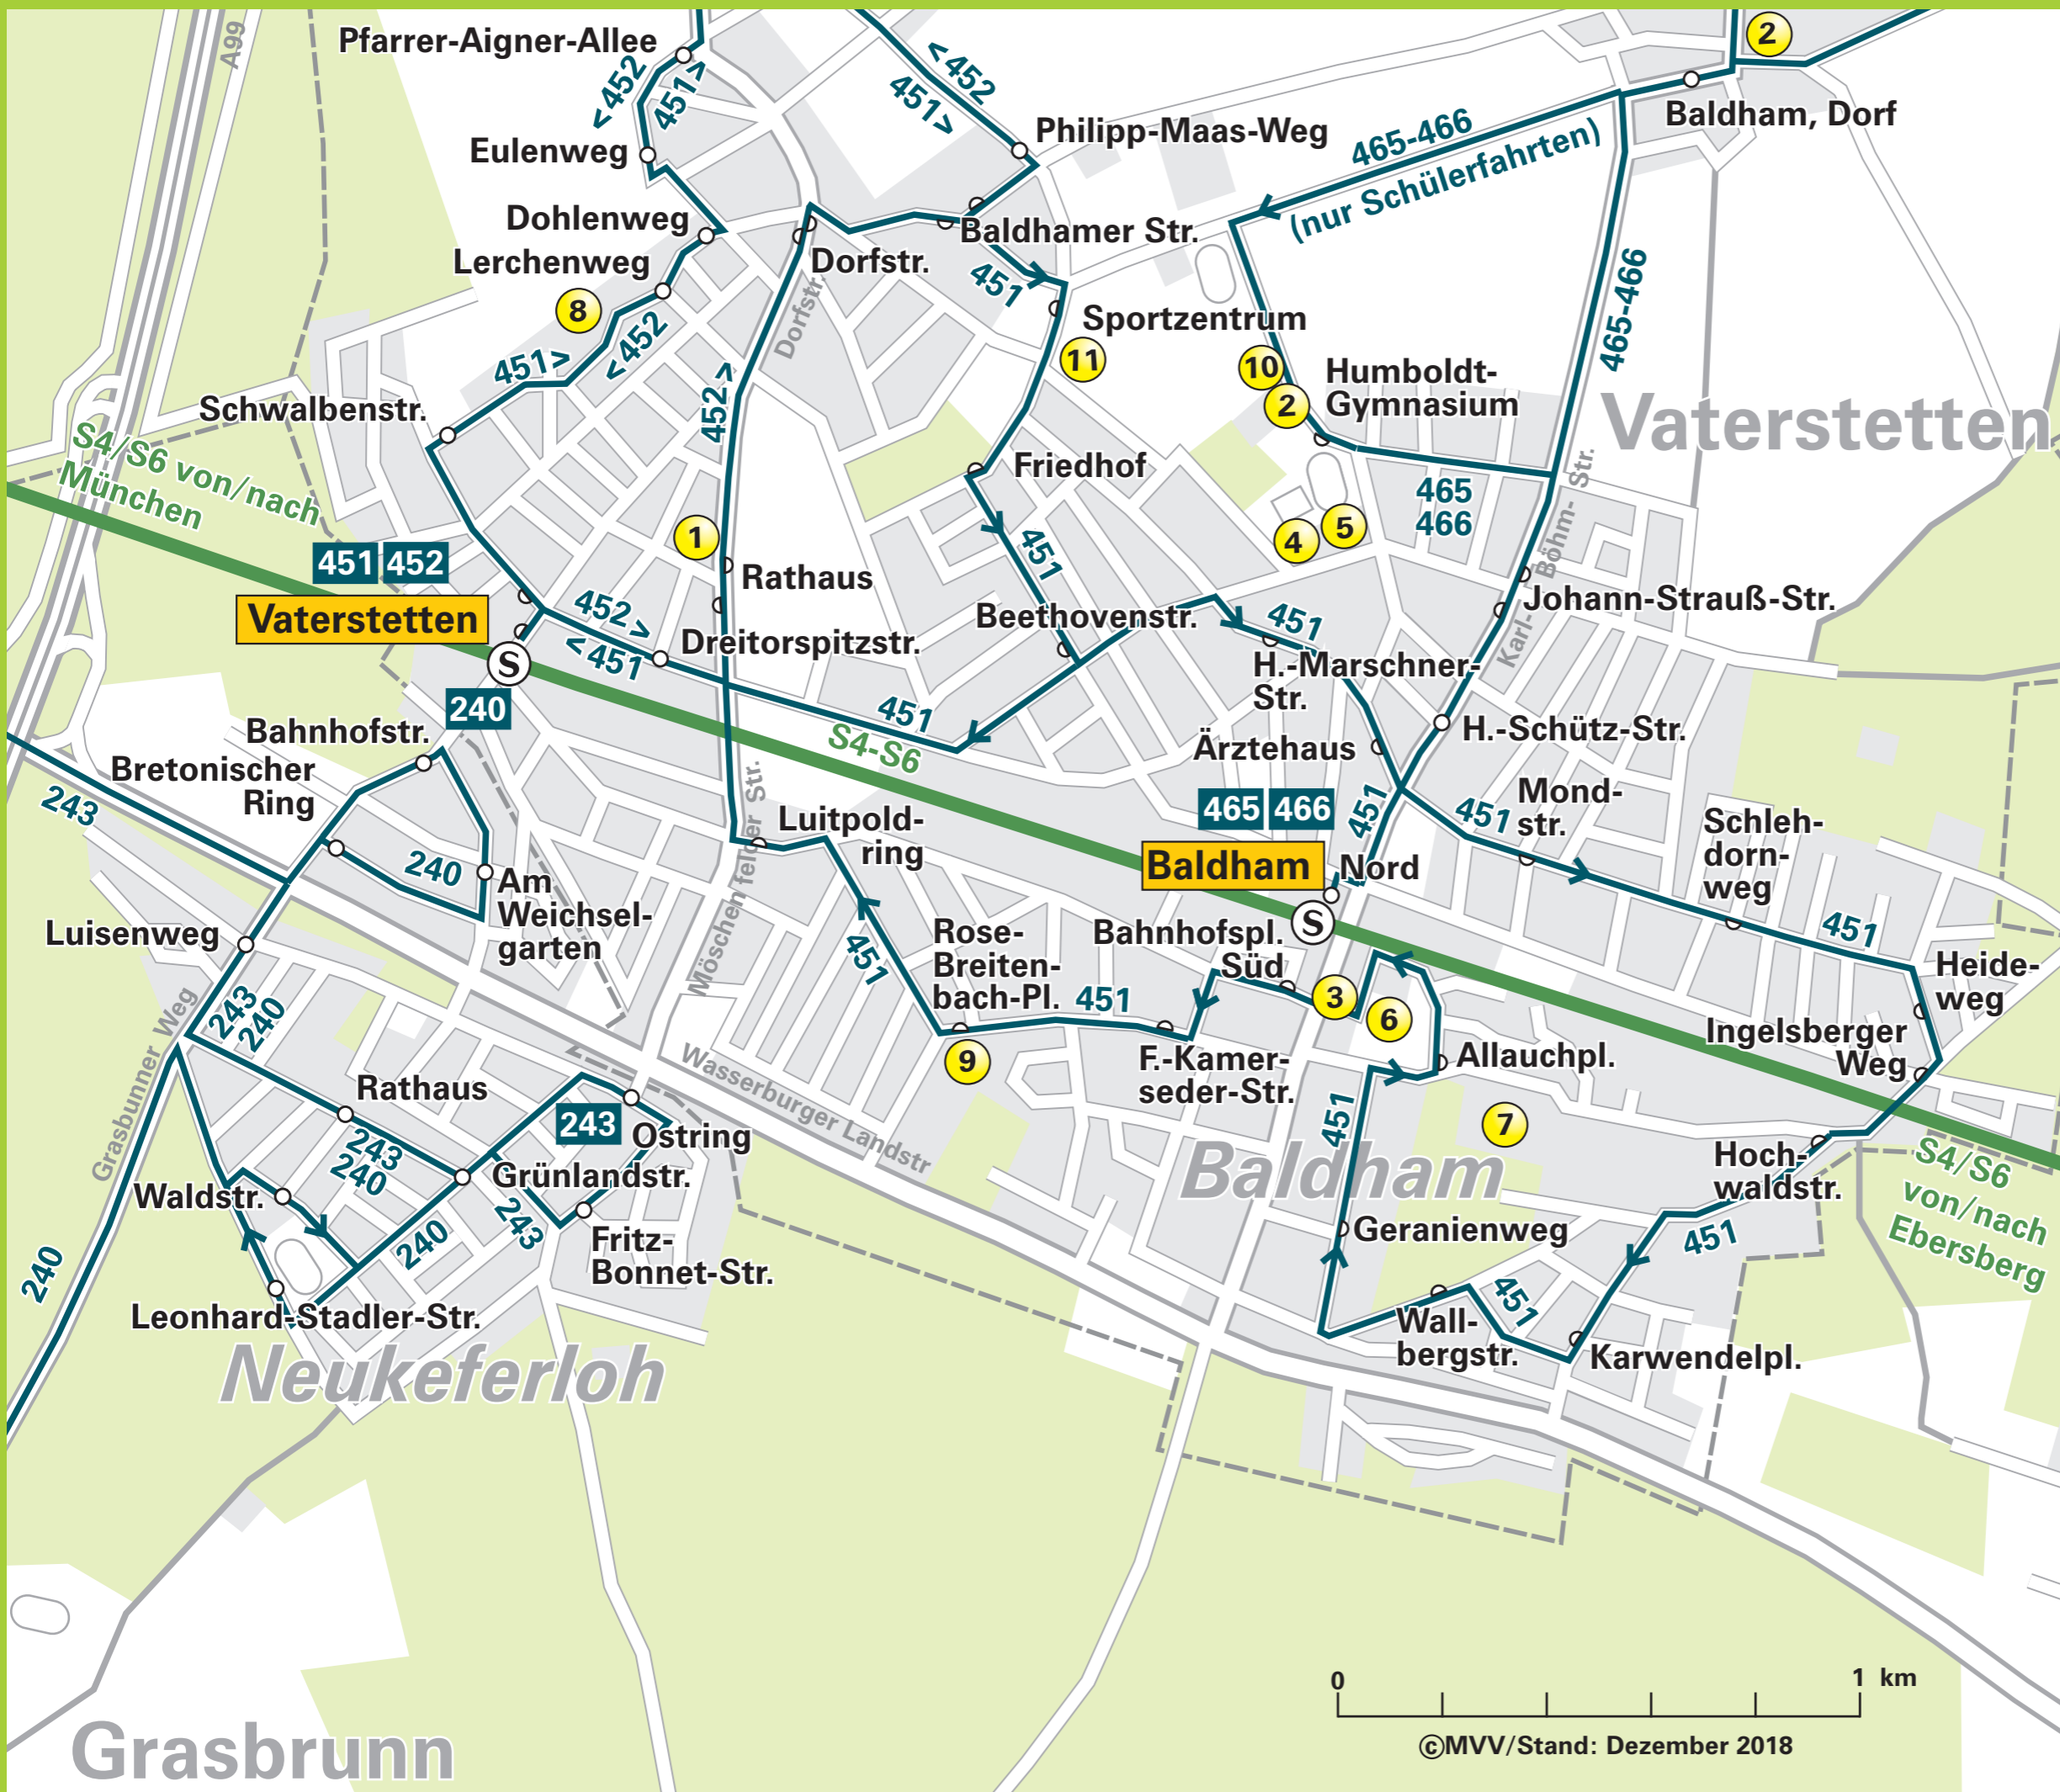 A99
Pfarrer-Aigner-Allee
<452
451>
<452
451>
2
Philipp-Maas-Weg
465-466
(nur Schülerfahrten)
Baldham, Dorf
Eulenweg
Dohlenweg
Baldhamer Str.
Lerchenweg
Dorfstr.
451
Dorfstr.
8
Sportzentrum
465-466
451>
<452
11
10
Humboldt-
Gymnasium
2
452>
Schwalbenstr.
Vaterstetten
S4/S6 von/nach
München
Friedhof
465
466
1
4
5
451
Karl-Böhm-Str.
451 452
Rathaus
Vaterstetten
452>
<451
Beethovenstr.
451
Johann-Strauß-Str.
Dreitorspitzstr.
S
H.-Marschner-
Str.
240
451
S4-S6
Bahnhofstr.
H.-Schütz-Str.
Ärztehaus
Bretonischer
Ring
243
465 466
451
451
Mond-
str.
Schleh-
dorn-
weg
Luitpold-
ring
Möschenfelder Str.
240
Am
Weichsel-
garten
Baldham
Nord
S
Luisenweg
451
Rose-
Breiten-
bach-Pl.
Bahnhofspl.
Süd
451
Heide-
weg
243
240
451
3
6
Ingelsberger
Weg
Grasbrunner Weg
Wasserburger Landstr
9
F.-Kamer-
seder-Str.
Allauchpl.
Rathaus
243
Ostring
451
7
243
240
Grünlandstr.
Baldham
Hoch-
waldstr.
S4/S6
von/nach
Ebersberg
Waldstr.
243
240
Fritz-
Bonnet-Str.
Geranienweg
451
240
Leonhard-Stadler-Str.
451
Wall-
bergstr.
Karwendelpl.
Neukeferloh
0 1 km
©MVV/Stand: Dezember 2018
Grasbrunn